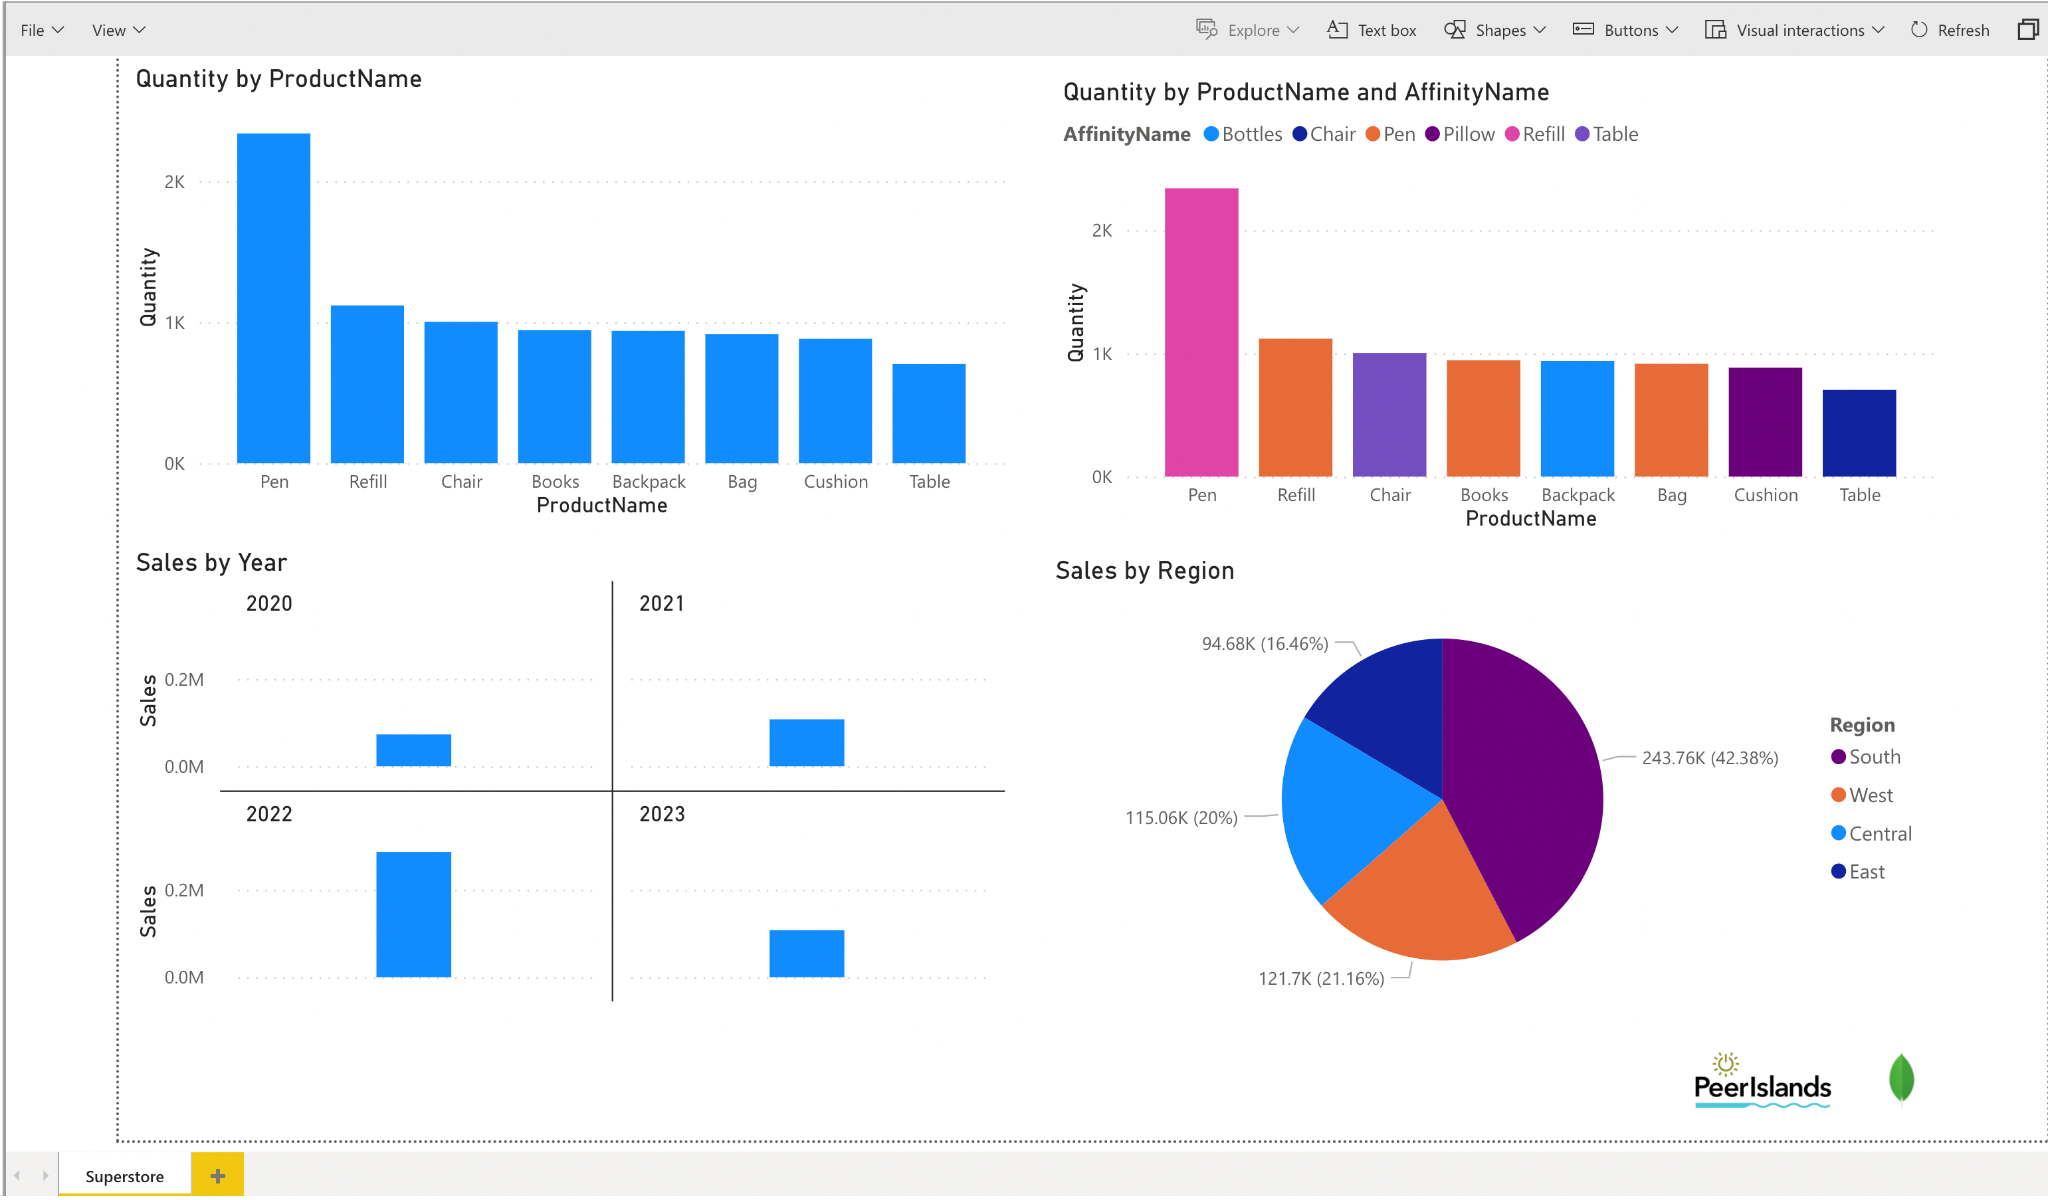 File View Explore Text box Shapes Buttons Visual interactions Refresh
Quantity by ProductName
Quantity
2K
1K
0K
Pen Refill Chair Books Backpack Bag Cushion Table
ProductName
Quantity by ProductName and AffinityName
AffinityName Bottles Chair Pen Pillow Refill Table
Quantity
2K
1K
0K
Pen Refill Chair Books Backpack Bag Cushion Table
ProductName
Sales by Year
2020 2021
Sales
0.2M
0.0M
2022 2023
Sales
0.2M
0.0M
Sales by Region
94.68K (16.46%)
243.76K (42.38%)
115.06K (20%)
121.7K (21.16%)
Region
South
West
Central
East
PeerIslands
Superstore